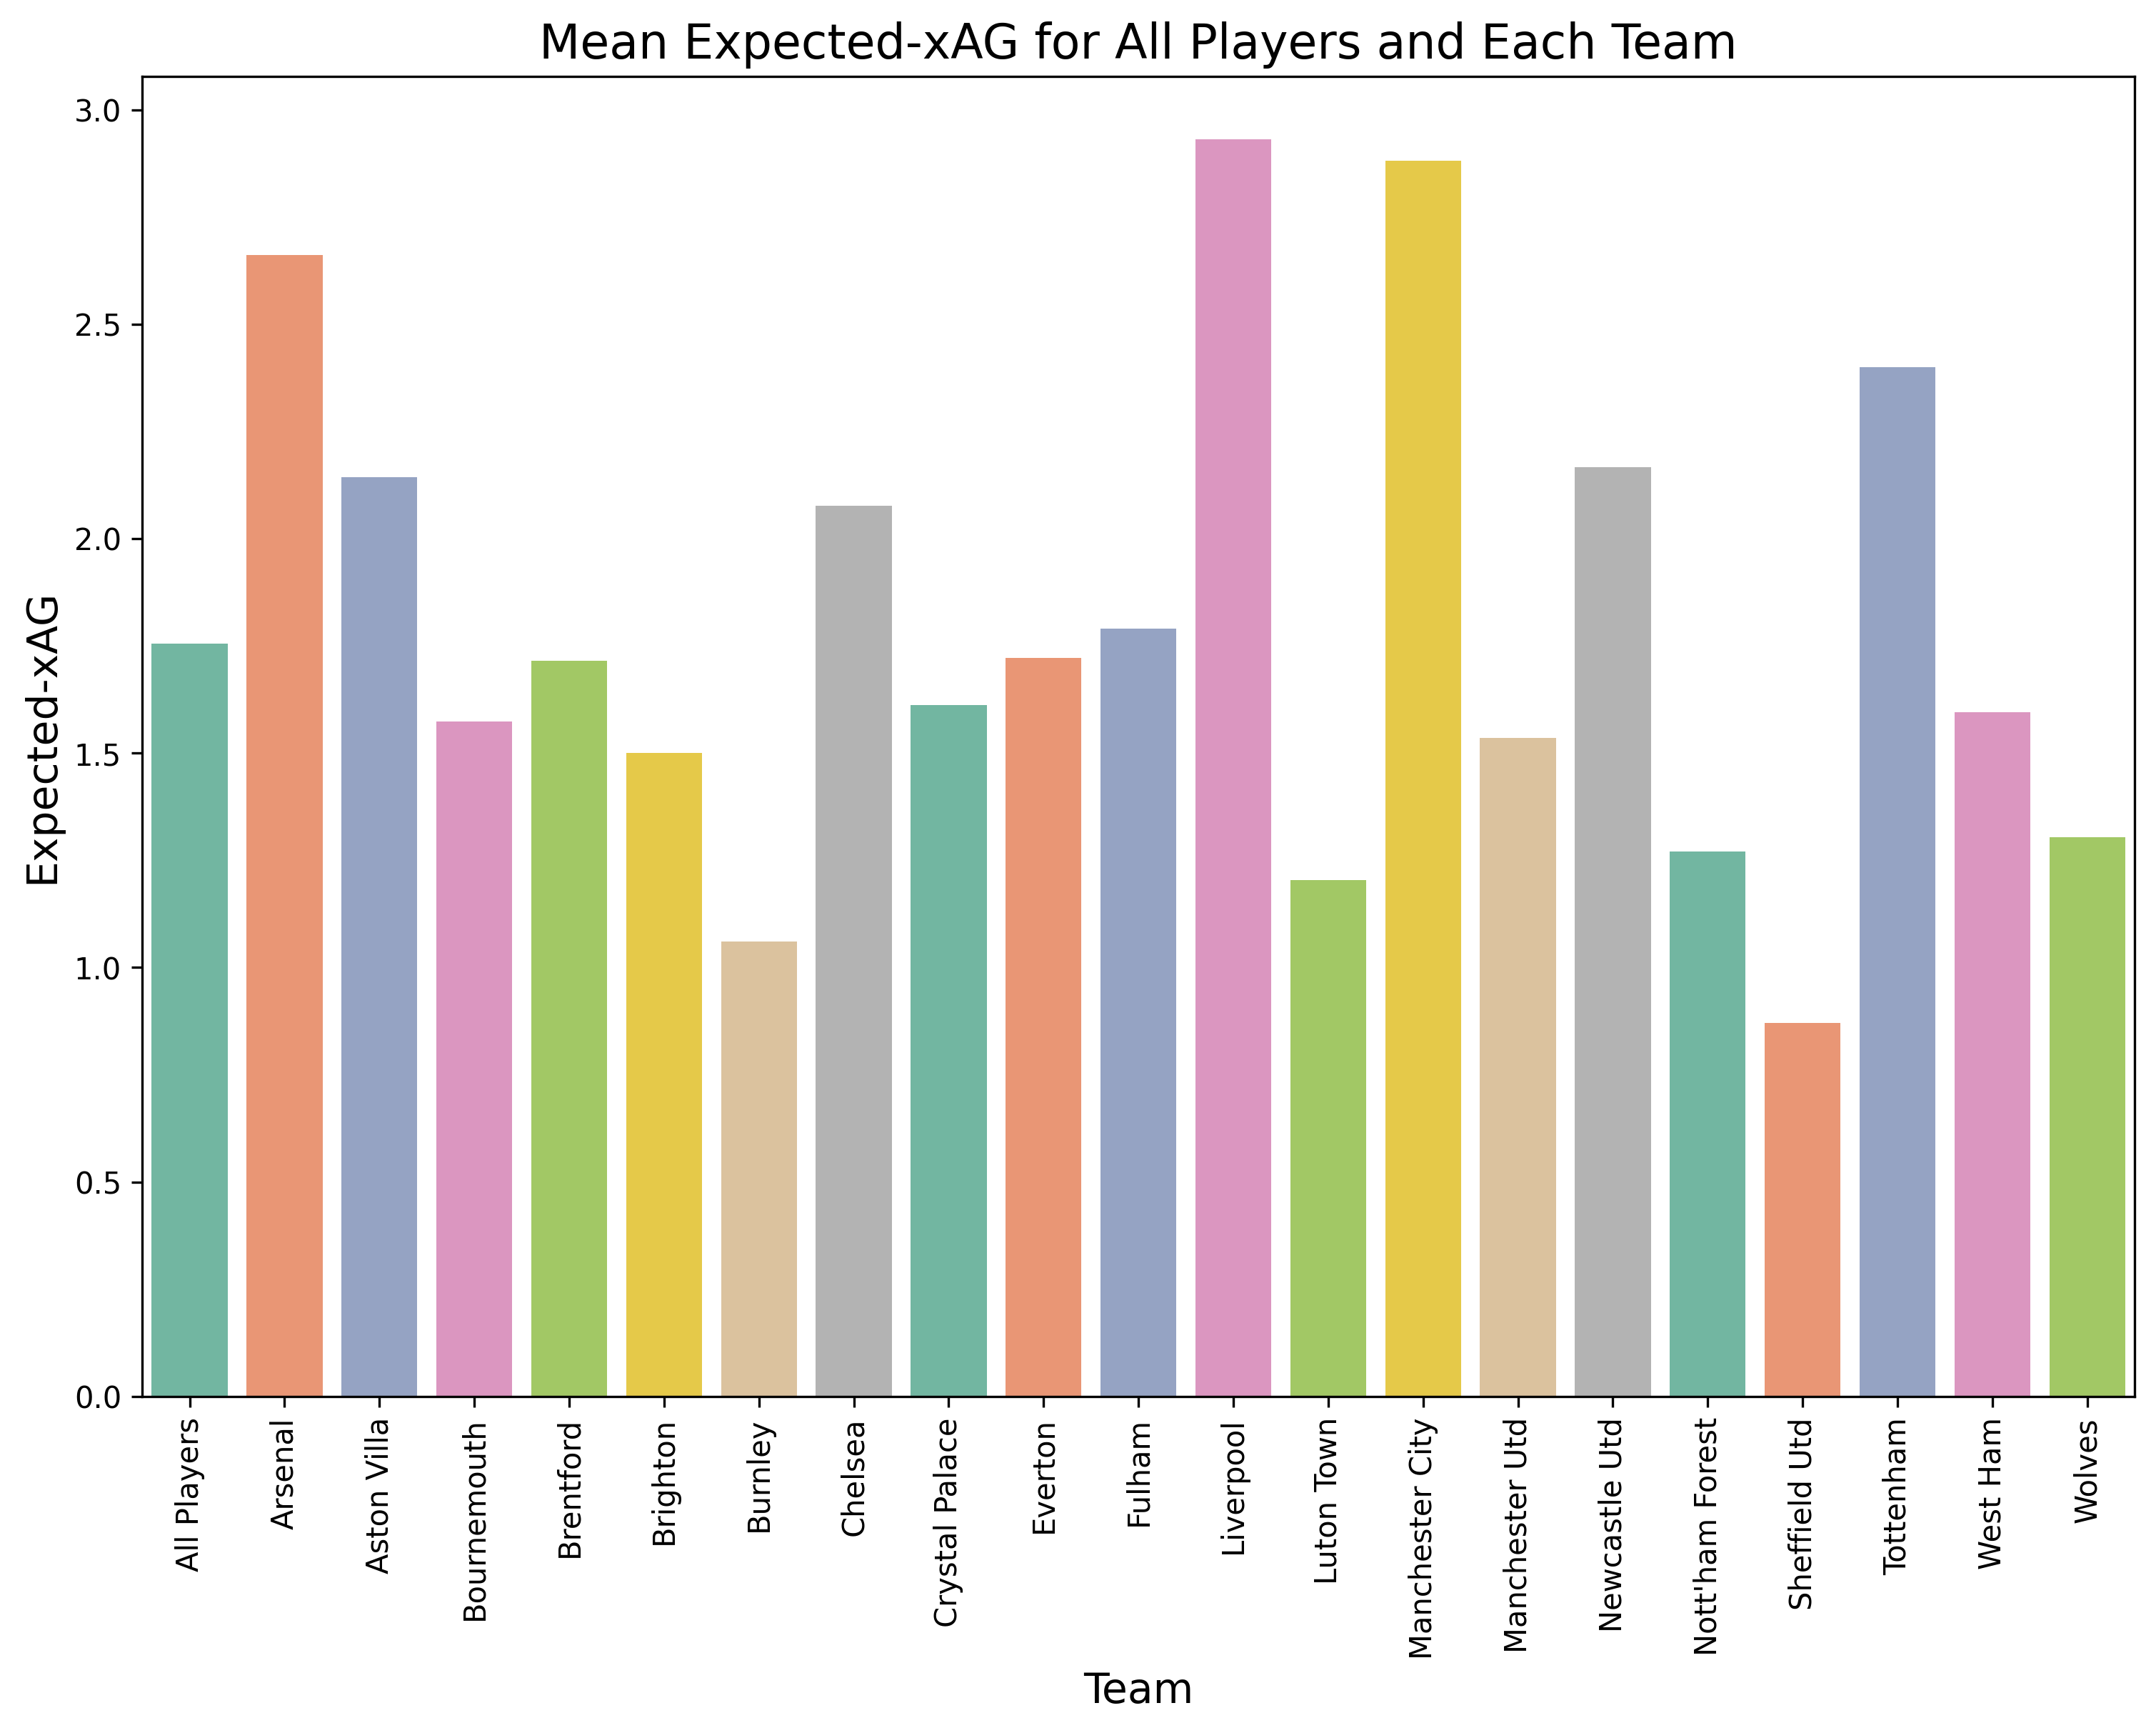 Mean Expected-xAG for All Players and Each Team
3.0
2.5
2.0
1.5
1.0
0.5
0.0
Expected-xAG
All Players
Arsenal
Aston Villa
Bournemouth
Brentford
Brighton
Burnley
Chelsea
Crystal Palace
Everton
Fulham
Liverpool
Luton Town
Manchester City
Manchester Utd
Newcastle Utd
Nott'ham Forest
Sheffield Utd
Tottenham
West Ham
Wolves
Team